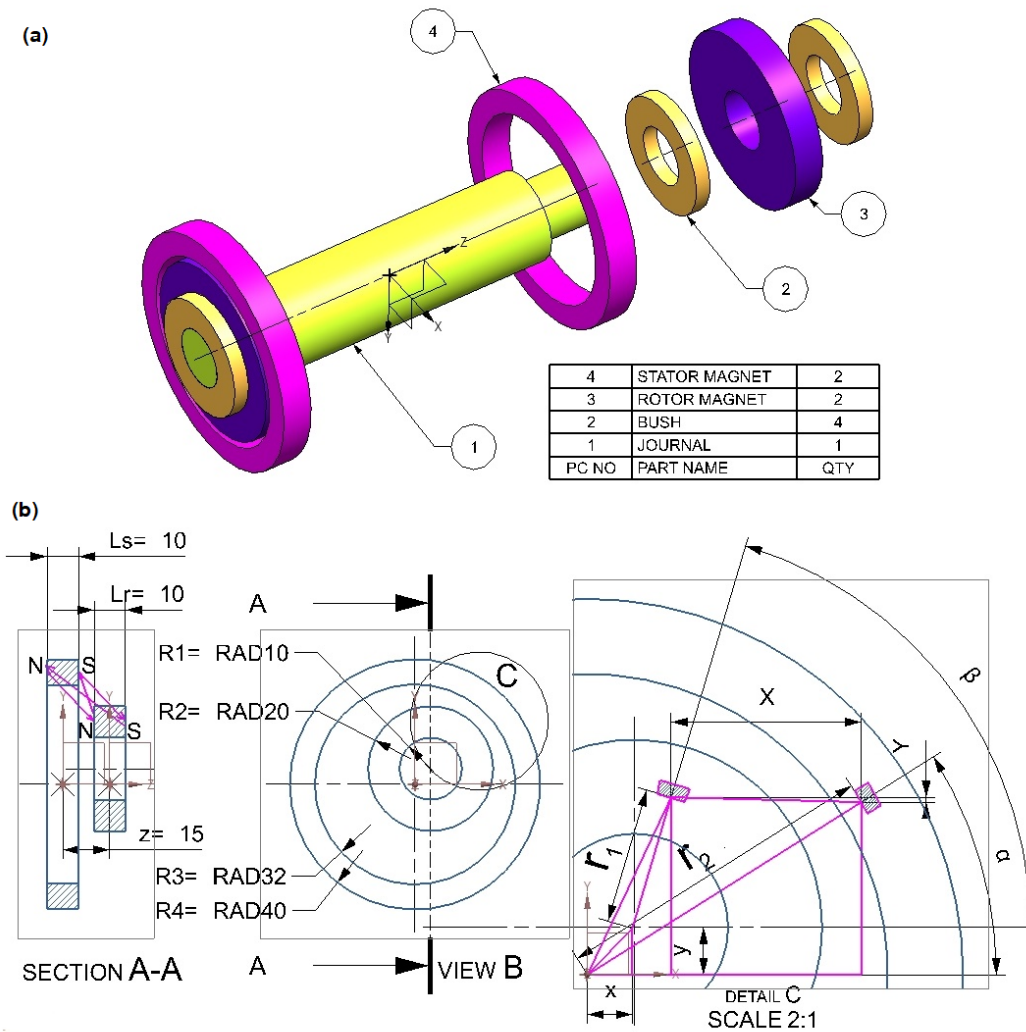 (a)
4
3
2
1
Z
X
Y
4 STATOR MAGNET 2
3 ROTOR MAGNET 2
2 BUSH 4
1 JOURNAL 1
PC NO PART NAME QTY
(b)
Ls= 10
Lr= 10
N S
N S
Y Y
Z
z= 15
SECTION A-A
A
R1= RAD10
R2= RAD20
C
Y
X
R3= RAD32
R4= RAD40
A
VIEW B
β
X
Y
α
r1
r2
Y
y
X
x
DETAIL C
SCALE 2:1